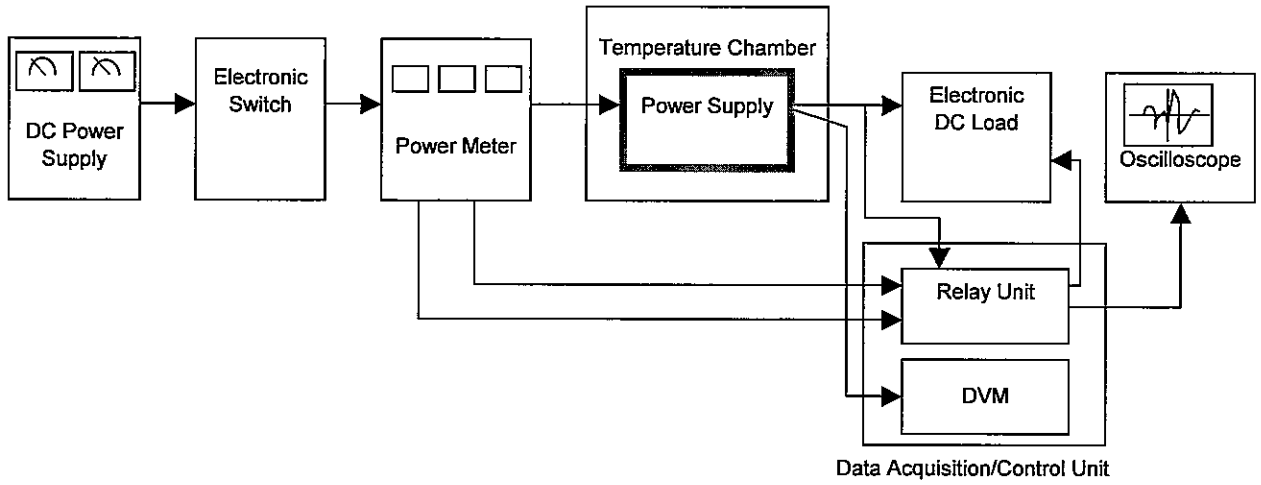 DC Power
Supply
Electronic
Switch
Power Meter
Temperature Chamber
Power Supply
Electronic
DC Load
Oscilloscope
Relay Unit
DVM
Data Acquisition/Control Unit